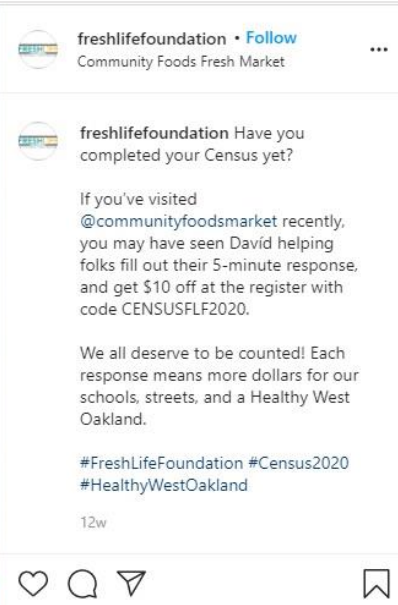 freshlifefoundation • Follow
Community Foods Fresh Market
freshlifefoundation Have you
completed your Census yet?
If you've visited
@communityfoodsmarket recently,
you may have seen Davíd helping
folks fill out their 5-minute response,
and get $10 off at the register with
code CENSUSFLF2020.
We all deserve to be counted! Each
response means more dollars for our
schools, streets, and a Healthy West
Oakland.
#FreshLifeFoundation #Census2020
#HealthyWestOakland
12w